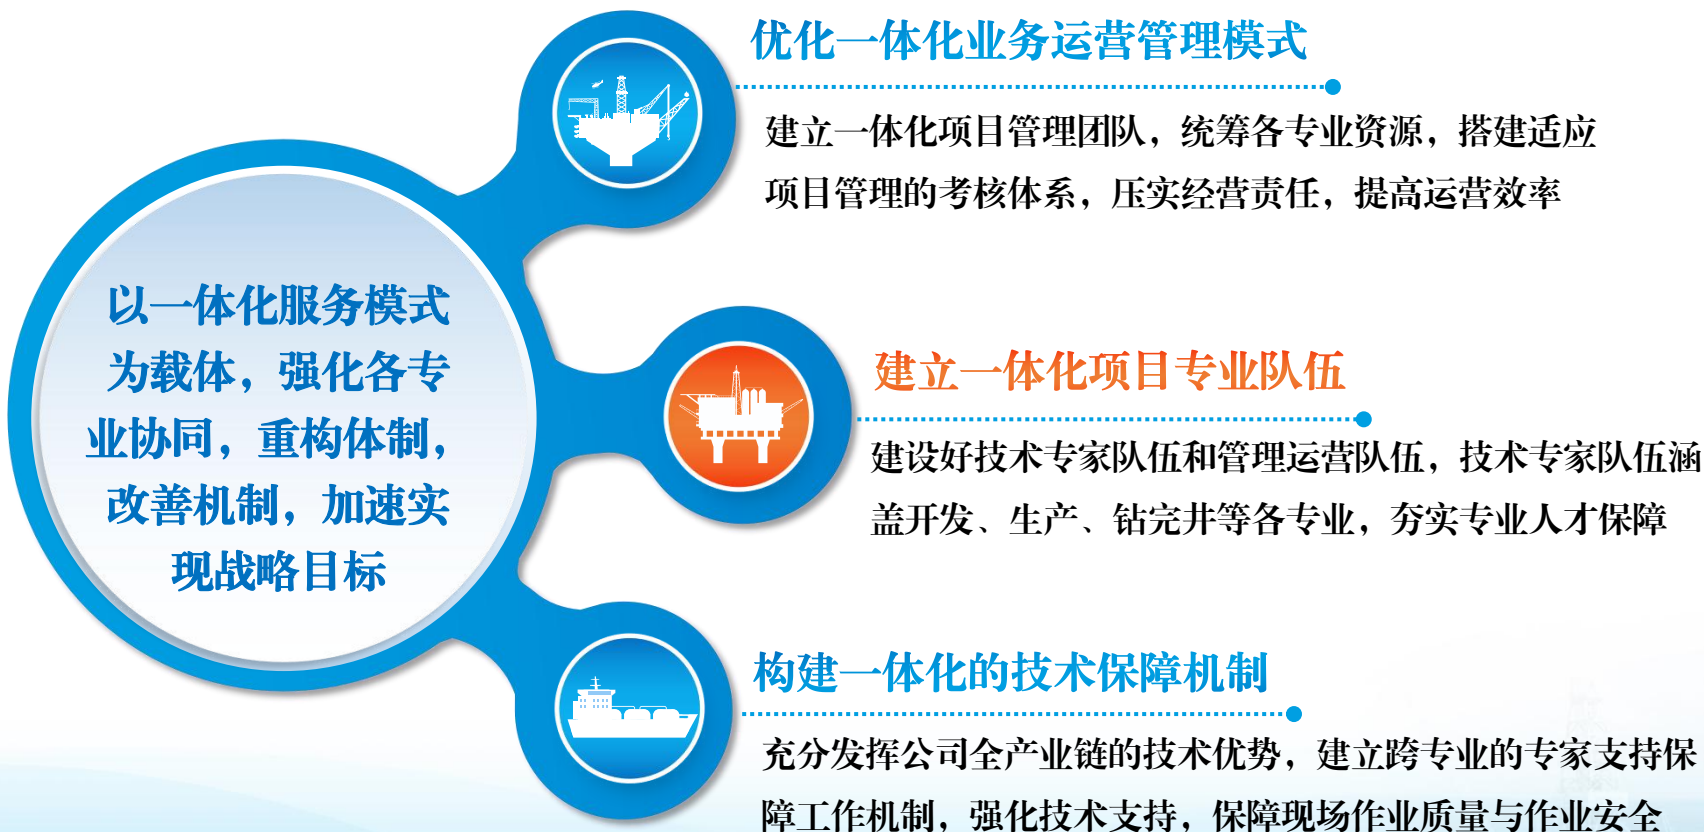 优化一体化业务运营管理模式
建立一体化项目管理团队，统筹各专业资源，搭建适应
项目管理的考核体系，压实经营责任，提高运营效率
以一体化服务模式
为载体，强化各专
业协同，重构体制，
改善机制，加速实
现战略目标
建立一体化项目专业队伍
建设好技术专家队伍和管理运营队伍，技术专家队伍涵
盖开发、生产、钻完井等各专业，夯实专业人才保障
构建一体化的技术保障机制
充分发挥公司全产业链的技术优势，建立跨专业的专家支持保
障工作机制，强化技术支持，保障现场作业质量与作业安全